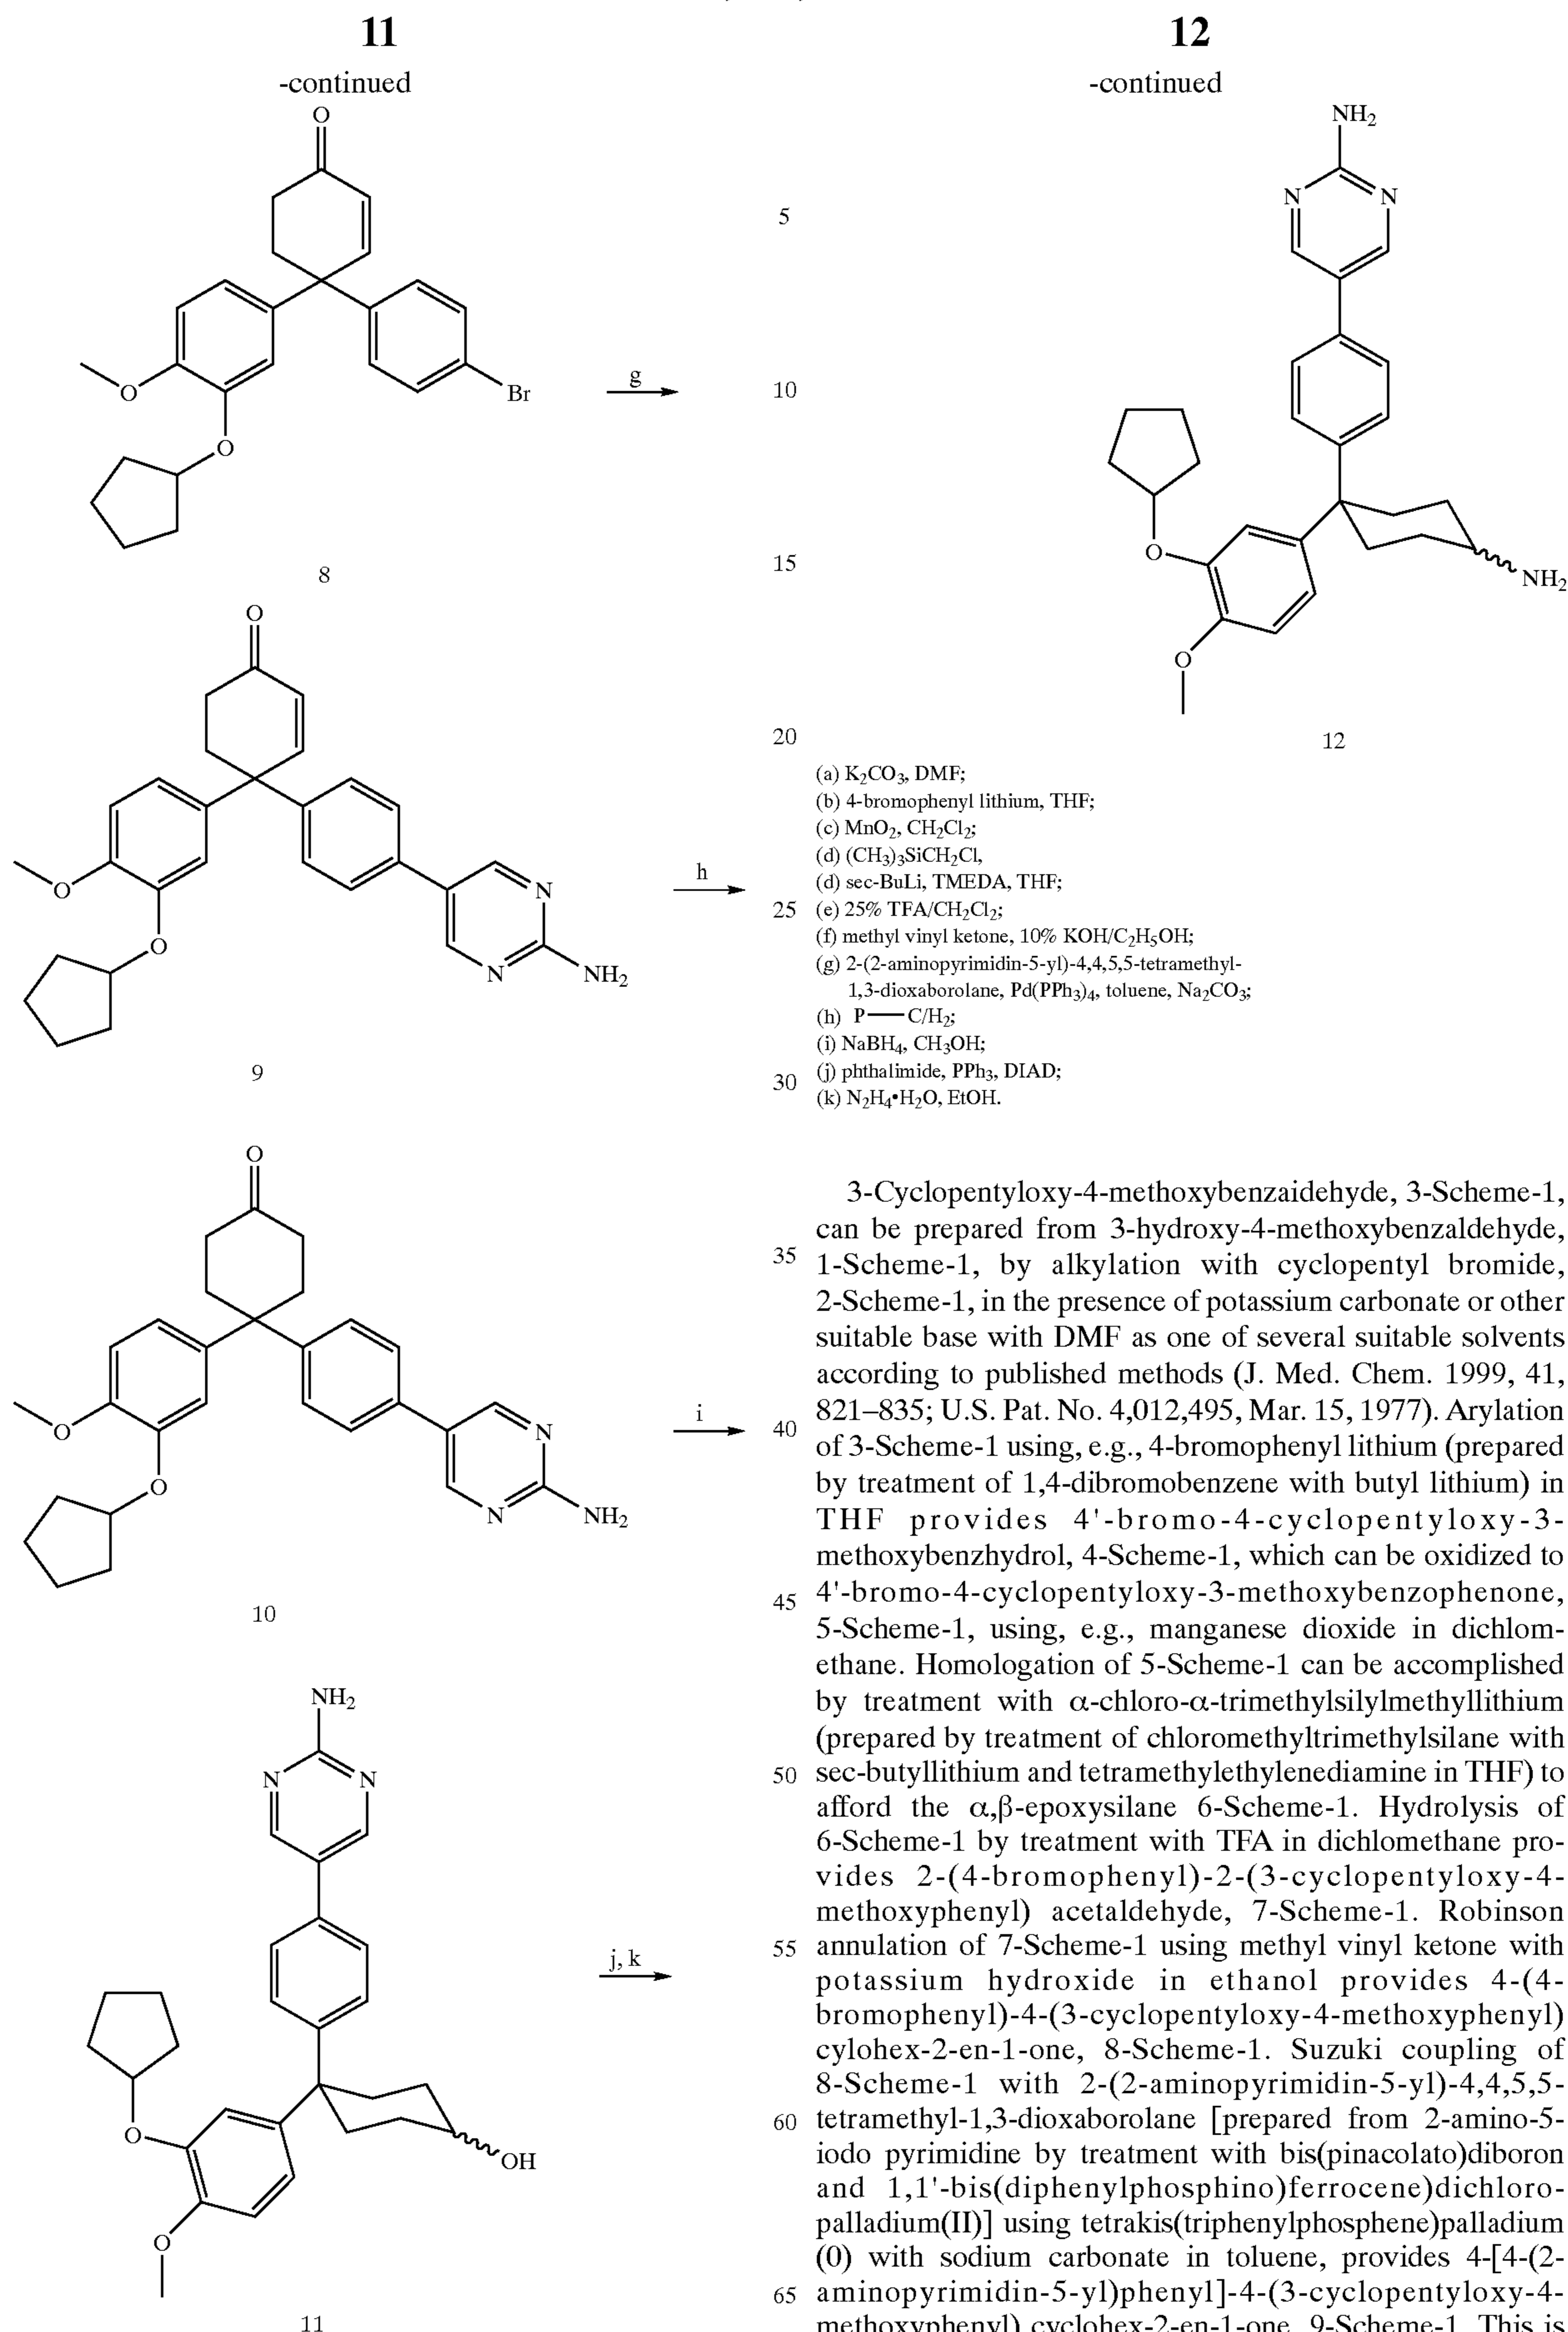 11
-continued
O
O
O
Br
g
8
O
O
O
N
N
NH2
h
9
O
O
O
N
N
NH2
i
10
NH2
N
N
O
O
OH
j, k
11
12
-continued
NH2
N
N
O
O
NH2
12
5
10
15
20
25
30
35
40
45
50
55
60
65
(a) K2CO3, DMF;
(b) 4-bromophenyl lithium, THF;
(c) MnO2, CH2Cl2;
(d) (CH3)3SiCH2Cl,
(d) sec-BuLi, TMEDA, THF;
(e) 25% TFA/CH2Cl2;
(f) methyl vinyl ketone, 10% KOH/C2H5OH;
(g) 2-(2-aminopyrimidin-5-yl)-4,4,5,5-tetramethyl-
1,3-dioxaborolane, Pd(PPh3)4, toluene, Na2CO3;
(h) P—C/H2;
(i) NaBH4, CH3OH;
(j) phthalimide, PPh3, DIAD;
(k) N2H4•H2O, EtOH.
3-Cyclopentyloxy-4-methoxybenzaidehyde, 3-Scheme-1,
can be prepared from 3-hydroxy-4-methoxybenzaldehyde,
1-Scheme-1, by alkylation with cyclopentyl bromide,
2-Scheme-1, in the presence of potassium carbonate or other
suitable base with DMF as one of several suitable solvents
according to published methods (J. Med. Chem. 1999, 41,
821–835; U.S. Pat. No. 4,012,495, Mar. 15, 1977). Arylation
of 3-Scheme-1 using, e.g., 4-bromophenyl lithium (prepared
by treatment of 1,4-dibromobenzene with butyl lithium) in
THF provides 4'-bromo-4-cyclopentyloxy-3-
methoxybenzhydrol, 4-Scheme-1, which can be oxidized to
4'-bromo-4-cyclopentyloxy-3-methoxybenzophenone,
5-Scheme-1, using, e.g., manganese dioxide in dichlom-
ethane. Homologation of 5-Scheme-1 can be accomplished
by treatment with α-chloro-α-trimethylsilylmethyllithium
(prepared by treatment of chloromethyltrimethylsilane with
sec-butyllithium and tetramethylethylenediamine in THF) to
afford the α,β-epoxysilane 6-Scheme-1. Hydrolysis of
6-Scheme-1 by treatment with TFA in dichlomethane pro-
vides 2-(4-bromophenyl)-2-(3-cyclopentyloxy-4-
methoxyphenyl) acetaldehyde, 7-Scheme-1. Robinson
annulation of 7-Scheme-1 using methyl vinyl ketone with
potassium hydroxide in ethanol provides 4-(4-
bromophenyl)-4-(3-cyclopentyloxy-4-methoxyphenyl)
cylohex-2-en-1-one, 8-Scheme-1. Suzuki coupling of
8-Scheme-1 with 2-(2-aminopyrimidin-5-yl)-4,4,5,5-
tetramethyl-1,3-dioxaborolane [prepared from 2-amino-5-
iodo pyrimidine by treatment with bis(pinacolato)diboron
and 1,1'-bis(diphenylphosphino)ferrocene)dichloro-
palladium(II)] using tetrakis(triphenylphosphene)palladium
(0) with sodium carbonate in toluene, provides 4-[4-(2-
aminopyrimidin-5-yl)phenyl]-4-(3-cyclopentyloxy-4-
methoxyphenyl) cyclohex-2-en-1-one, 9-Scheme-1. This is